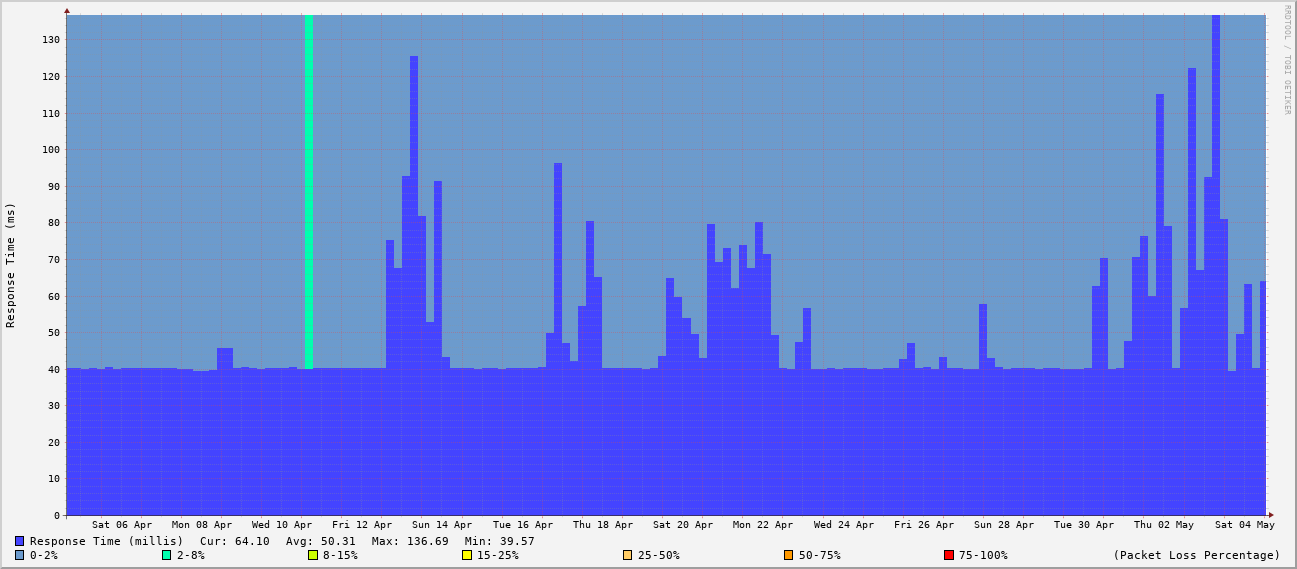 RRDTOOL / TOBI OETIKER
Response Time (ms)
130
120
110
100
90
80
70
60
50
40
30
20
10
0
Sat 06 Apr Mon 08 Apr Wed 10 Apr Fri 12 Apr Sun 14 Apr Tue 16 Apr Thu 18 Apr Sat 20 Apr Mon 22 Apr Wed 24 Apr Fri 26 Apr Sun 28 Apr Tue 30 Apr Thu 02 May Sat 04 May
Response Time (millis) Cur: 64.10 Avg: 50.31 Max: 136.69 Min: 39.57
0-2% 2-8% 8-15% 15-25% 25-50% 50-75% 75-100% (Packet Loss Percentage)